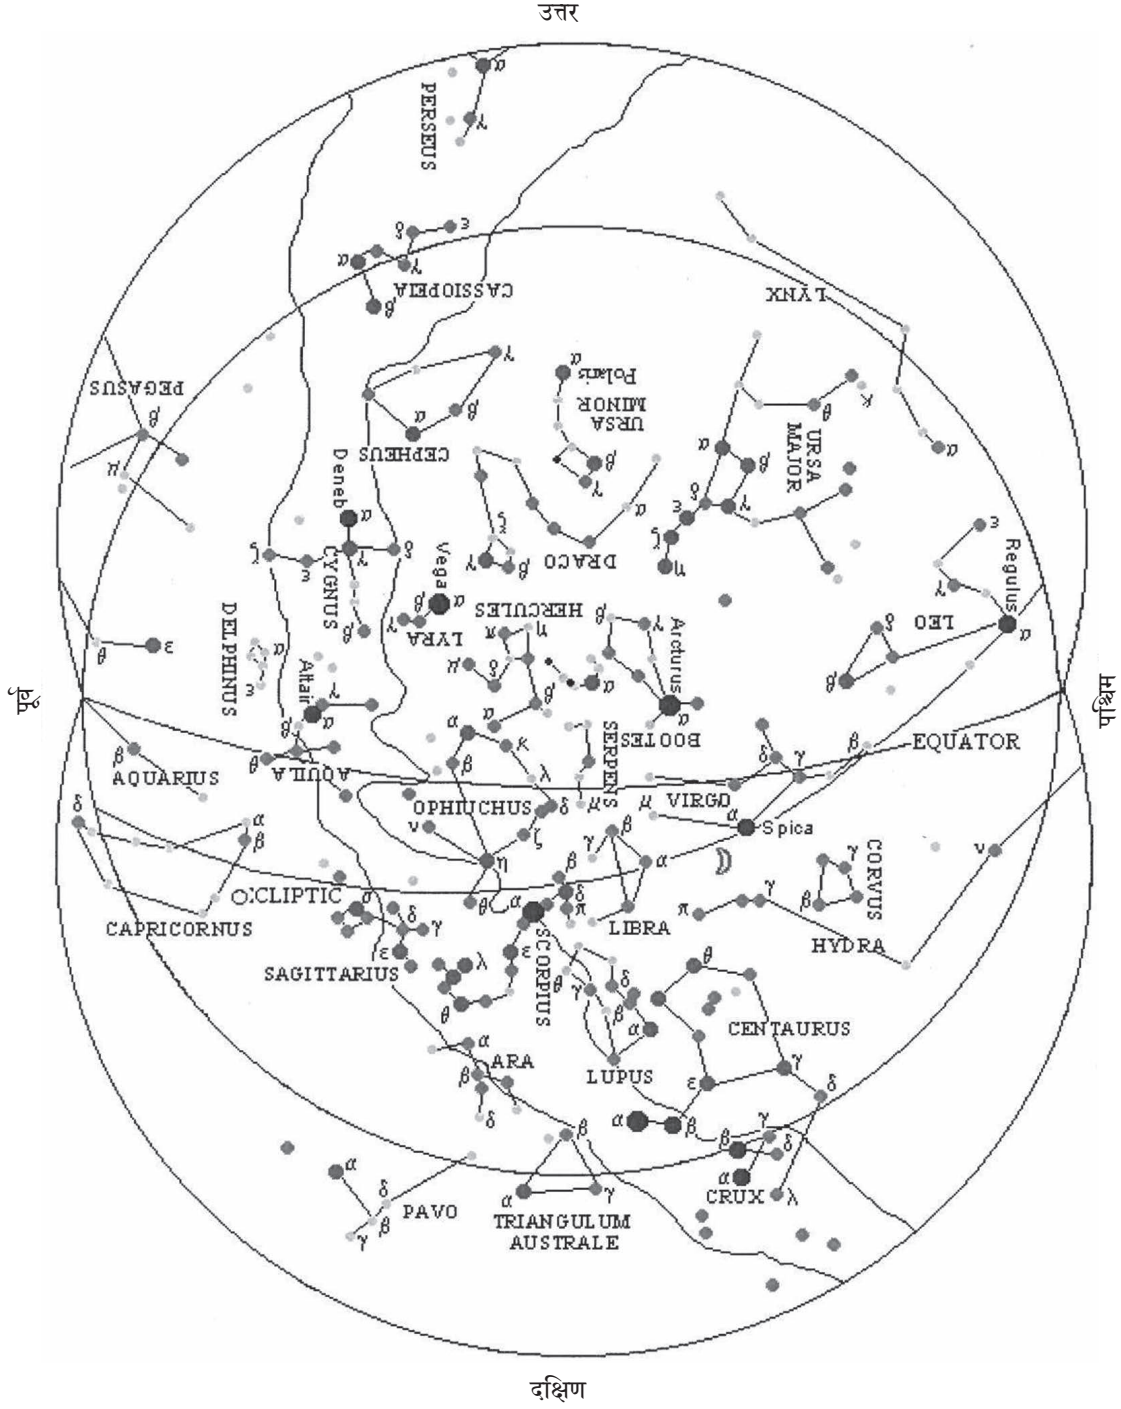 उत्तर
α
PERSEUS
γ
δ ε
α γ
CASSIOPEIA
β
LYNX
γ
α
Polaris
URSA
MINOR
PEGASUS
β
α β
CEPHEUS
κ
θ
URSA
MAJOR
α β
α
μ
Deneb
α
β
γ
δ
ε γ
α
ζ
η
ζ
ε γ δ
CYGNUS
Vega
α
γ β
DRACO
ε
Regulus
γ
α
LEO
δ
β
β
γ
LYRA
HERCULES
π η
β γ
Arcturus
DELPHINUS
α
ε
θ ε
μ δ
β
α
α
BOOTES
Altair
γ
α
β
पूर्व
पश्चिम
θ
AQUILA
β
AQUARIUS
α
β
κ
λ
α
SERPENS
μ
EQUATOR
β
δ γ
VIRGO
μ
α
Spica
OPHIUCHUS
δ
ν
ζ
η
θ
δ
α
β
CAPRICORNUS
ECLIPTIC
β
γ
α
LIBRA
β
δ
π
α
SCORPIUS
ε
γ
CORVUS
β
ν
π γ
HYDRA
σ
γ
ε
SAGITTARIUS
λ
θ
θ
γ
δ
β
α
LUPUS
θ
CENTAURUS
γ
ε
δ
α β
α
ARA
β
δ
γ
β δ
α
CRUX λ
β
α γ
TRIANGULUM
AUSTRALE
α
δ
β
γ
PAVO
दक्षिण